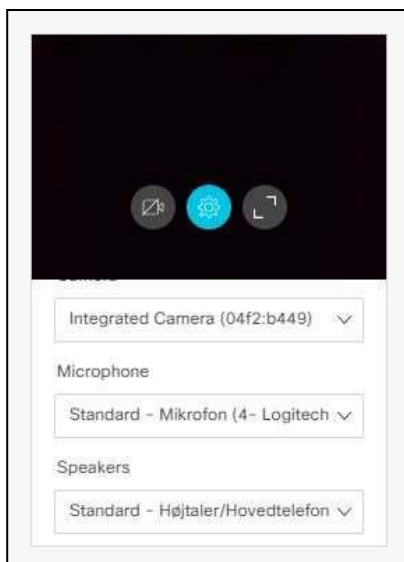 Integrated Camera (04f2:b449)
Microphone
Standard - Mikrofon (4- Logitech
Speakers
Standard - Højtaler/Hovedtelefon